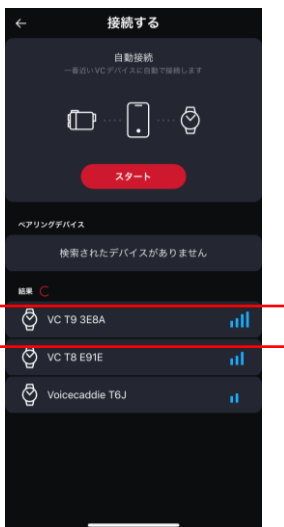 接続する
自動接続
一番近いVCデバイスに自動で接続します
スタート
ペアリングデバイス
検索されたデバイスがありません
結果
VC T9 3E8A
VC T8 E91E
Voicecaddie T6J